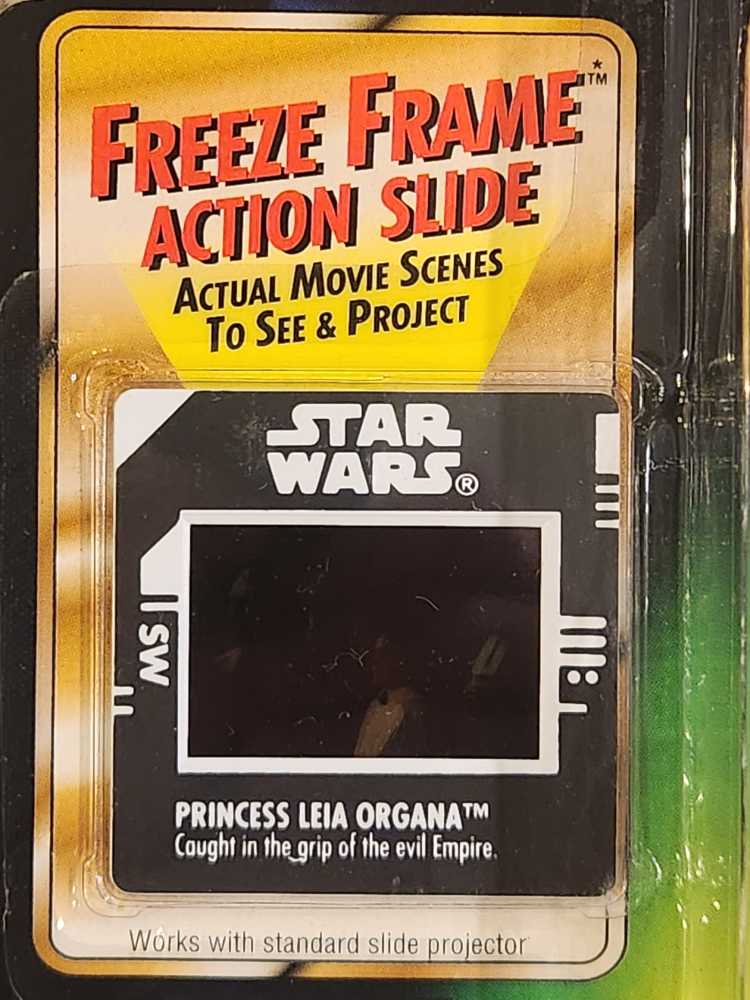 FREEZE FRAME*™
ACTION SLIDE
ACTUAL MOVIE SCENES
TO SEE & PROJECT
STAR
WARS®
SW
PRINCESS LEIA ORGANA™
Caught in the grip of the evil Empire.
Works with standard slide projector